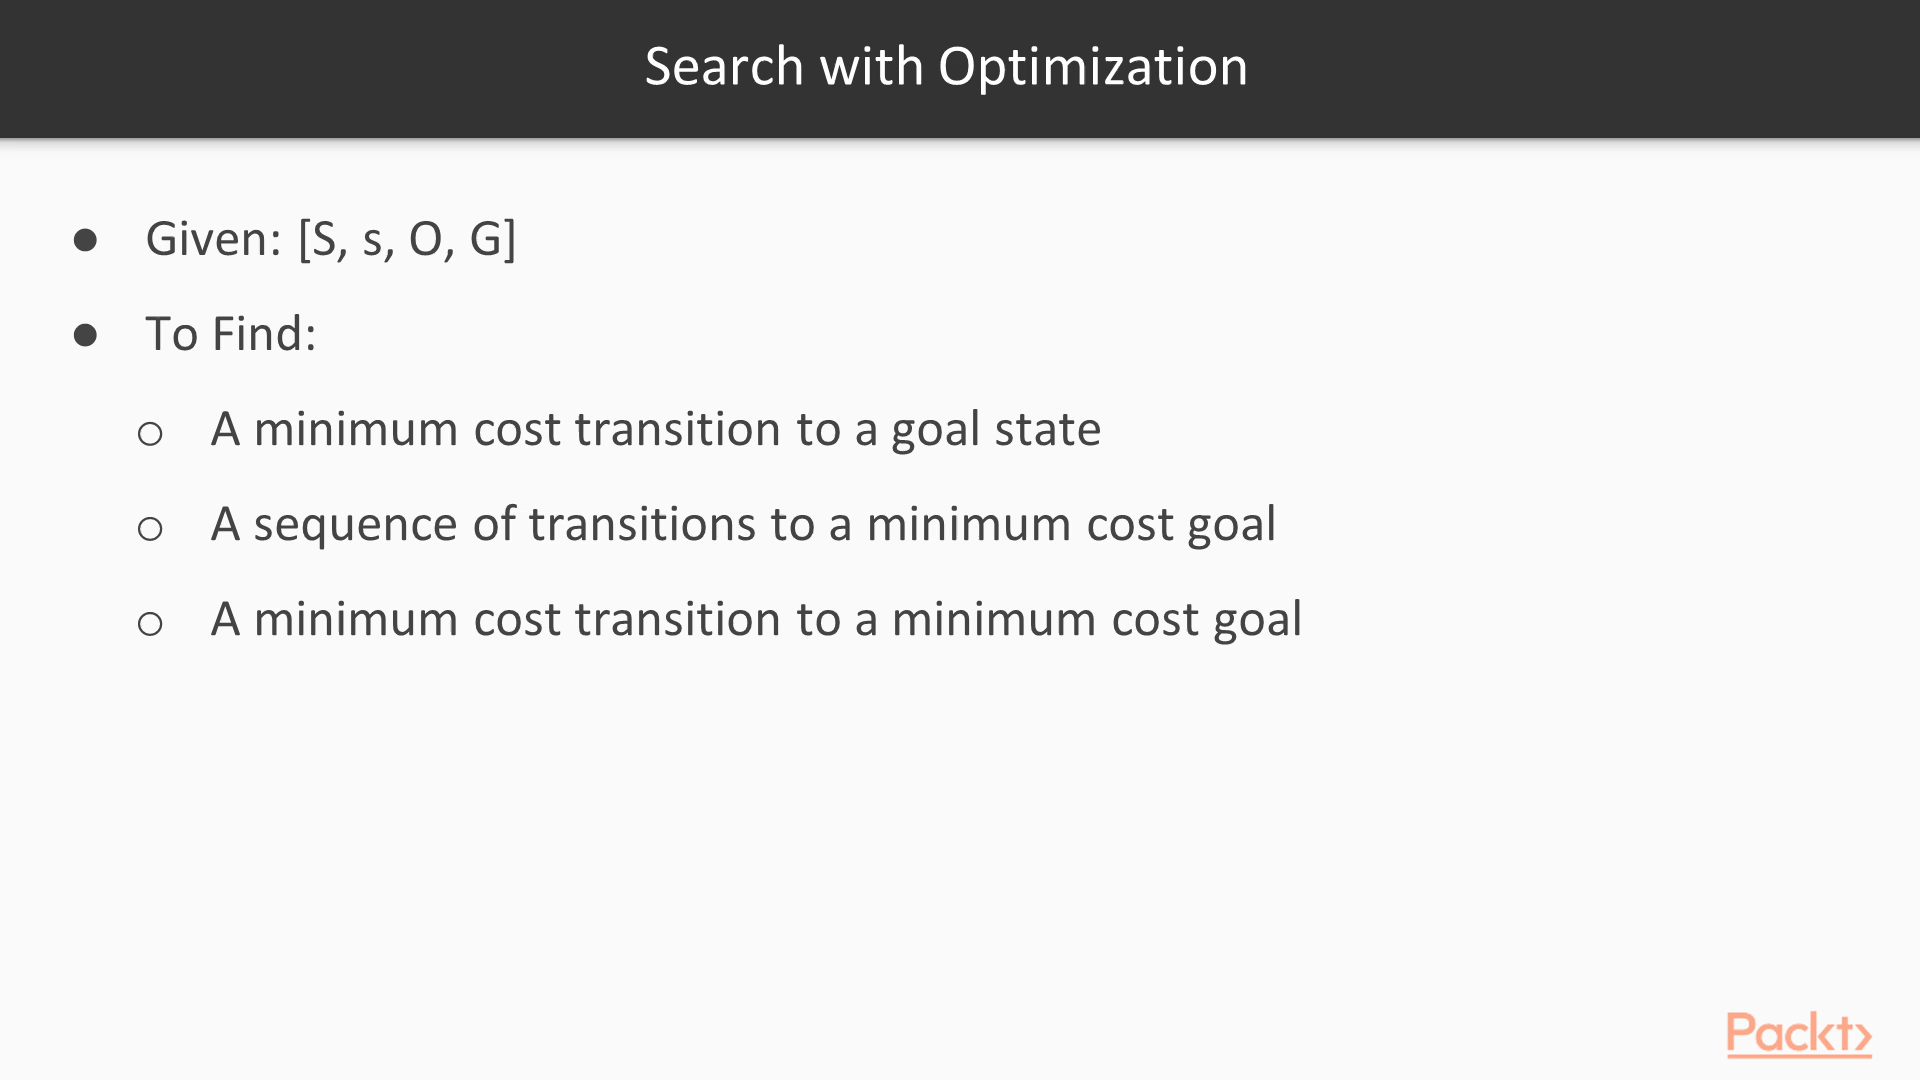 Search with Optimization
● Given: [S, s, O, G]
● To Find:
○ A minimum cost transition to a goal state
○ A sequence of transitions to a minimum cost goal
○ A minimum cost transition to a minimum cost goal
Packt>